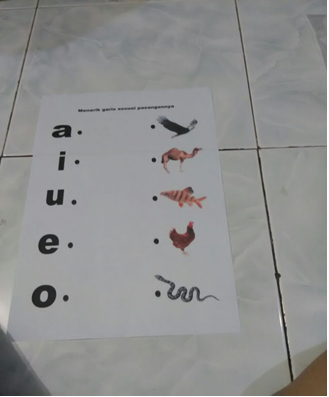 Menarik garis sesuai pasangannya
a.
i.
u.
e.
o.